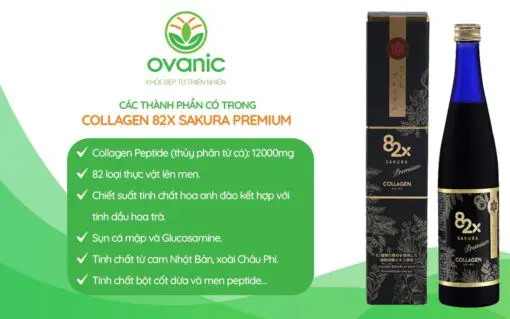 ovanic
KHỎE ĐẸP TỪ THIÊN NHIÊN
CÁC THÀNH PHẦN CÓ TRONG
COLLAGEN 82X SAKURA PREMIUM
Collagen Peptide (thủy phân từ cá): 12000mg
82 loại thực vật lên men.
Chiết suất tinh chất hoa anh đào kết hợp với
tinh dầu hoa trà.
Sụn cá mập và Glucosamine.
Tinh chất từ cam Nhật Bản, xoài Châu Phi.
Tinh chất bột cốt dừa và men peptide...
82x
SAKURA
Premium
COLLAGEN
82x
SAKURA
Premium
COLLAGEN